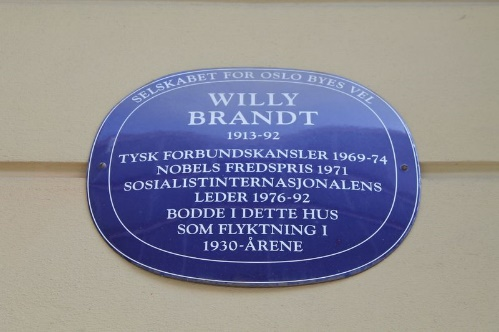 SELSKABET FOR OSLO BYES VEL
WILLY
BRANDT
1913-92
TYSK FORBUNDSKANSLER 1969-74
NOBELS FREDSPRIS 1971
SOSIALISTINTERNASJONALENS
LEDER 1976-92
BODDE I DETTE HUS
SOM FLYKTNING I
1930-ÅRENE